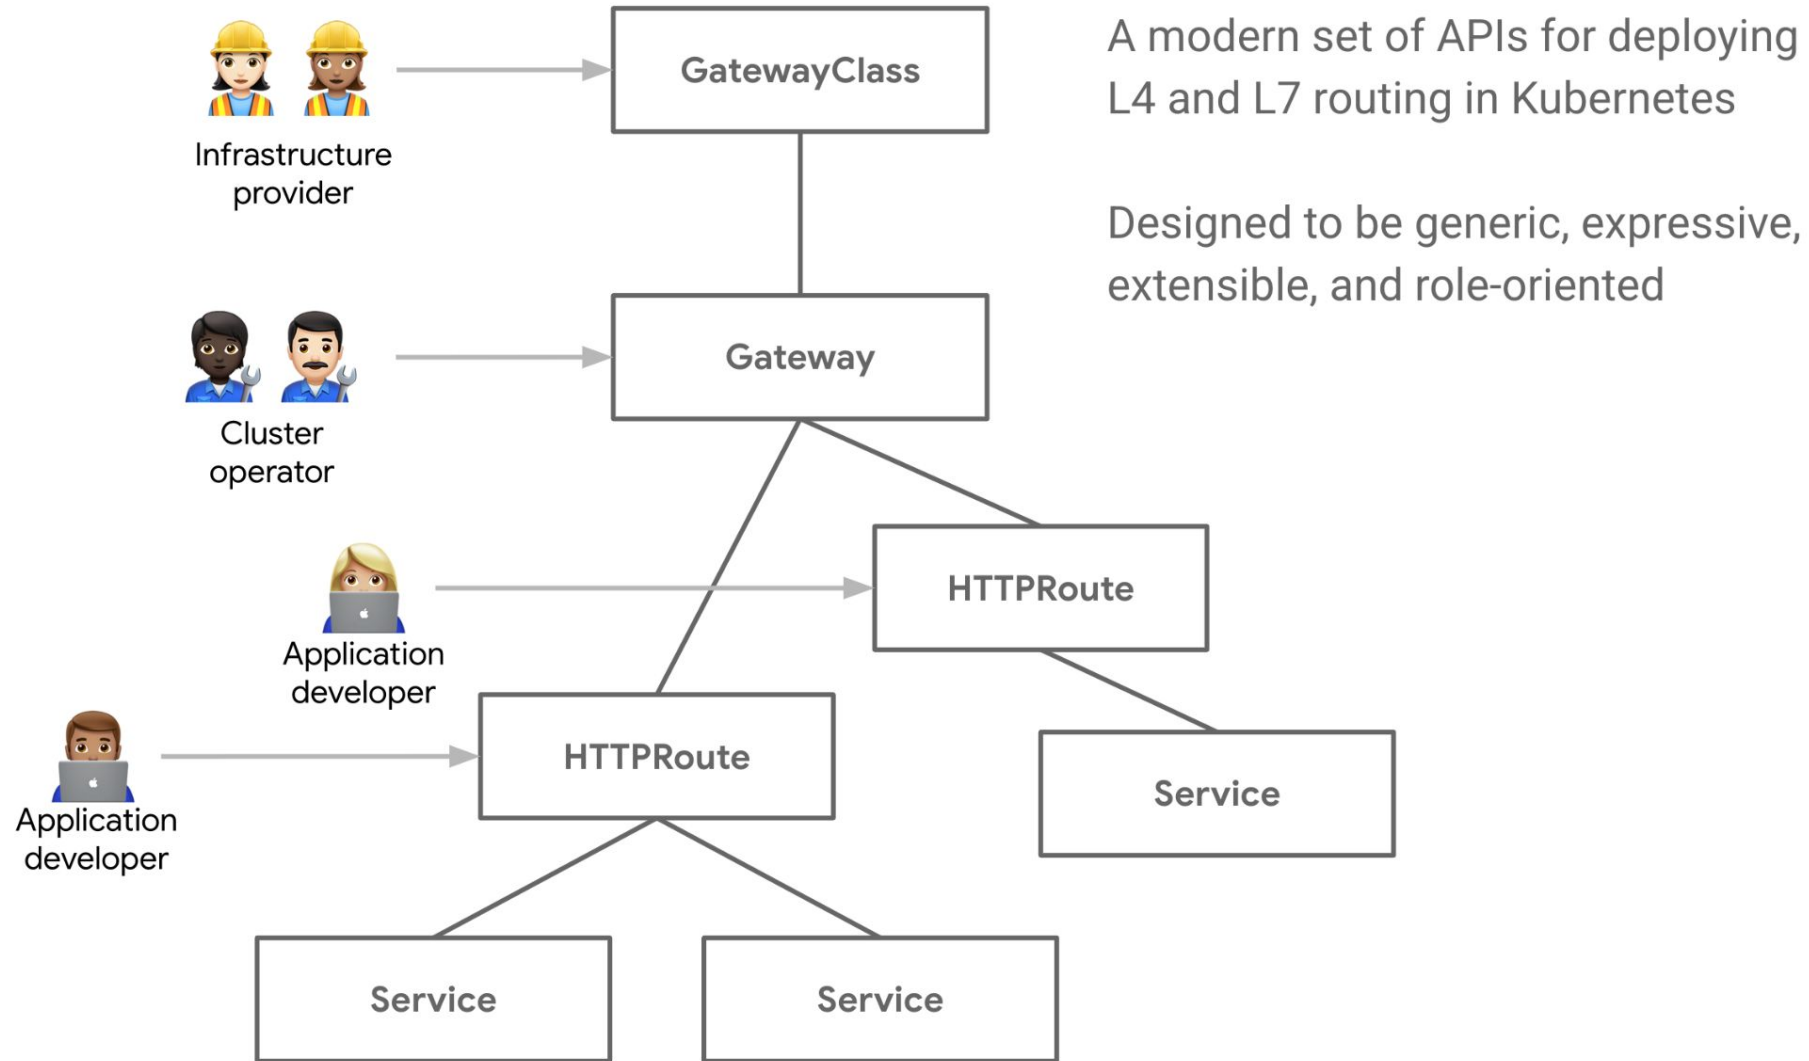 GatewayClass
A modern set of APIs for deploying
L4 and L7 routing in Kubernetes
Infrastructure
provider
Designed to be generic, expressive,
extensible, and role-oriented
Gateway
Cluster
operator
HTTPRoute
Application
developer
HTTPRoute
Application
developer
Service
Service
Service